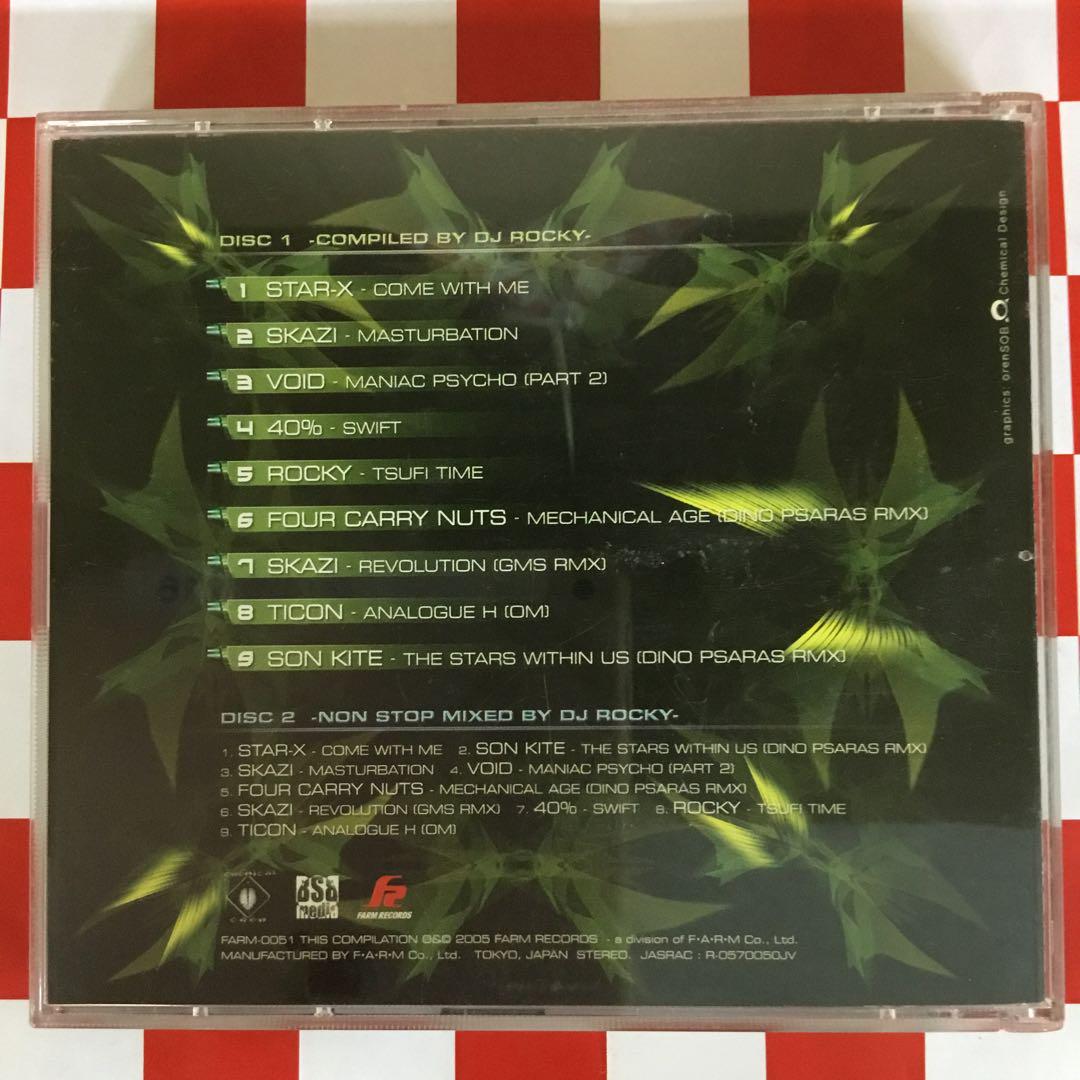 DISC 1 -COMPILED BY DJ ROCKY-
1 STAR-X - COME WITH ME
2 SKAZI - MASTURBATION
3 VOID - MANIAC PSYCHO (PART 2)
4 40% - SWIFT
5 ROCKY - TSUFI TIME
6 FOUR CARRY NUTS - MECHANICAL AGE (DINO PSARAS RMX)
7 SKAZI - REVOLUTION (GMS RMX)
8 TICON - ANALOGUE H (OM)
9 SON KITE - THE STARS WITHIN US (DINO PSARAS RMX)
DISC 2 -NON STOP MIXED BY DJ ROCKY-
1. STAR-X - COME WITH ME 2. SON KITE - THE STARS WITHIN US (DINO PSARAS RMX)
3. SKAZI - MASTURBATION 4. VOID - MANIAC PSYCHO (PART 2)
5. FOUR CARRY NUTS - MECHANICAL AGE (DINO PSARAS RMX)
6. SKAZI - REVOLUTION (GMS RMX) 7. 40% - SWIFT 8. ROCKY - TSUFI TIME
9. TICON - ANALOGUE H (OM)
media
FARM RECORDS
FARM-0051 THIS COMPILATION ℗&© 2005 FARM RECORDS - a division of F•A•R•M Co., Ltd.
MANUFACTURED BY F•A•R•M Co., Ltd. TOKYO, JAPAN STEREO. JASRAC : R-0570050JV
graphics: orenSOB Chemical Design